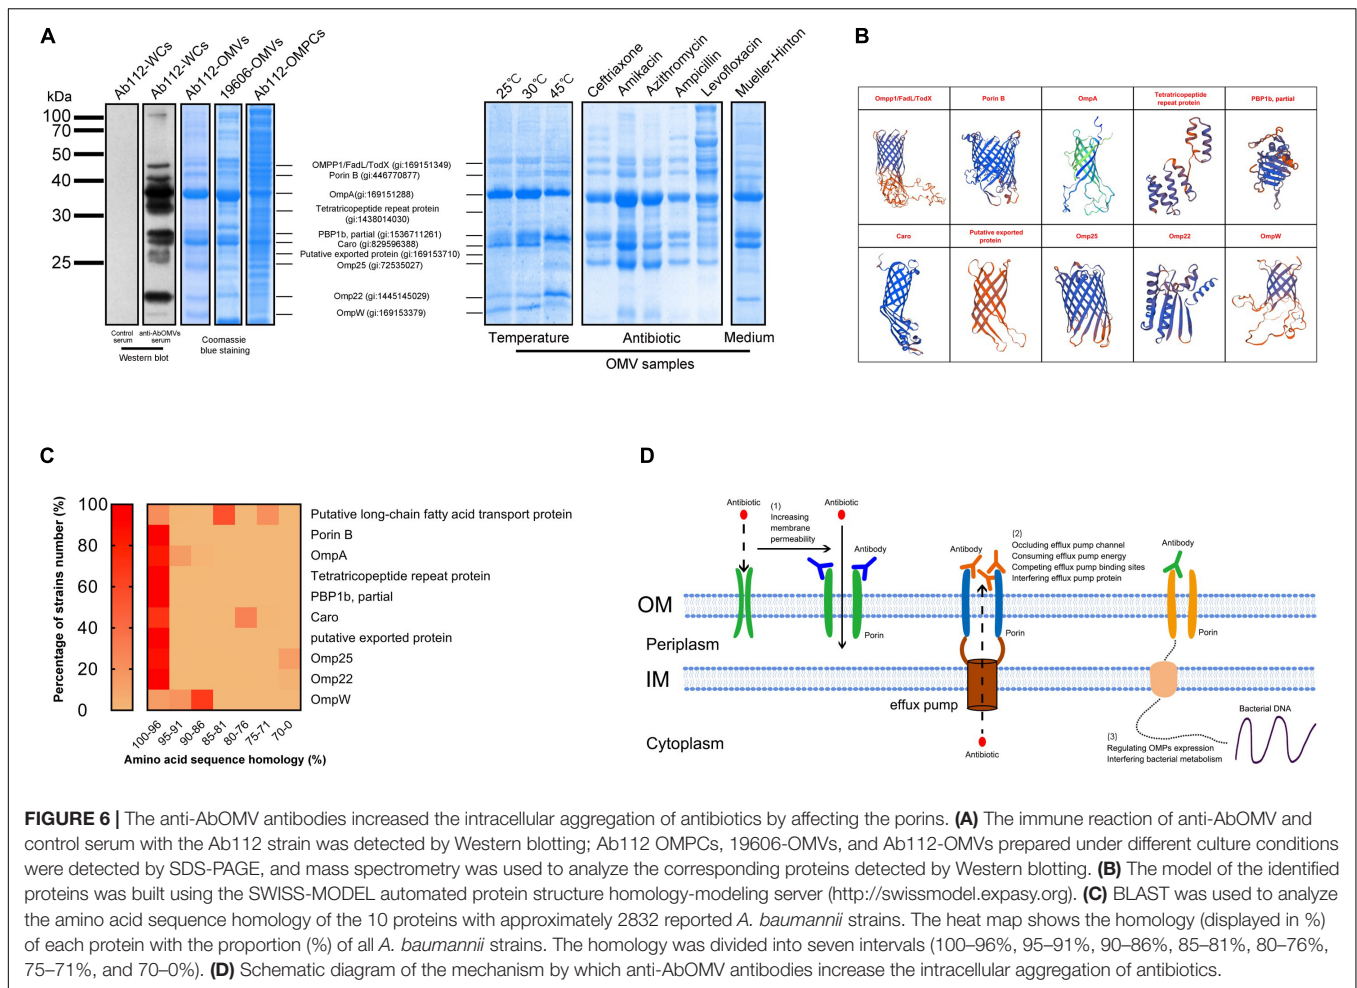 A
Ab112-WCs
Ab112-WCs
Ab112-OMVs
19606-OMVs
Ab112-OMPCs
kDa
100
70
50
40
30
25
Control serum
anti-AbOMVs serum
Western blot
Coomassie
blue staining
OMPP1/FadL/TodX (gi:169151349)
Porin B (gi:446770877)
OmpA(gi:169151288)
Tetratricopeptide repeat protein
(gi:1438014030)
PBP1b, partial (gi:1536711261)
Caro (gi:829596388)
Putative exported protein (gi:169153710)
Omp25 (gi:72535027)
Omp22 (gi:1445145029)
OmpW (gi:169153379)
25°C
30°C
45°C
Ceftriaxone
Amikacin
Azithromycin
Ampicillin
Levofloxacin
Mueller-Hinton
Temperature
Antibiotic
Medium
OMV samples
B
Ompp1/FadL/TodX
Porin B
OmpA
Tetratricopeptide
repeat protein
PBP1b, partial
Caro
Putative exported
protein
Omp25
Omp22
OmpW
C
Percentage of strains number (%)
100
80
60
40
20
0
Putative long-chain fatty acid transport protein
Porin B
OmpA
Tetratricopeptide repeat protein
PBP1b, partial
Caro
putative exported protein
Omp25
Omp22
OmpW
100-96
95-91
90-86
85-81
80-76
75-71
70-0
Amino acid sequence homology (%)
D
Antibiotic
(1)
Increasing
membrane
permeability
Antibiotic
Antibody
Porin
Antibody
(2)
Occluding efflux pump channel
Consuming efflux pump energy
Competing efflux pump binding sites
Interfering efflux pump protein
Porin
Antibody
Porin
OM
Periplasm
IM
efflux pump
Cytoplasm
Antibiotic
(3)
Regulating OMPs expression
Interfering bacterial metabolism
Bacterial DNA
FIGURE 6 | The anti-AbOMV antibodies increased the intracellular aggregation of antibiotics by affecting the porins. (A) The immune reaction of anti-AbOMV and
control serum with the Ab112 strain was detected by Western blotting; Ab112 OMPCs, 19606-OMVs, and Ab112-OMVs prepared under different culture conditions
were detected by SDS-PAGE, and mass spectrometry was used to analyze the corresponding proteins detected by Western blotting. (B) The model of the identified
proteins was built using the SWISS-MODEL automated protein structure homology-modeling server (http://swissmodel.expasy.org). (C) BLAST was used to analyze
the amino acid sequence homology of the 10 proteins with approximately 2832 reported A. baumannii strains. The heat map shows the homology (displayed in %)
of each protein with the proportion (%) of all A. baumannii strains. The homology was divided into seven intervals (100–96%, 95–91%, 90–86%, 85–81%, 80–76%,
75–71%, and 70–0%). (D) Schematic diagram of the mechanism by which anti-AbOMV antibodies increase the intracellular aggregation of antibiotics.